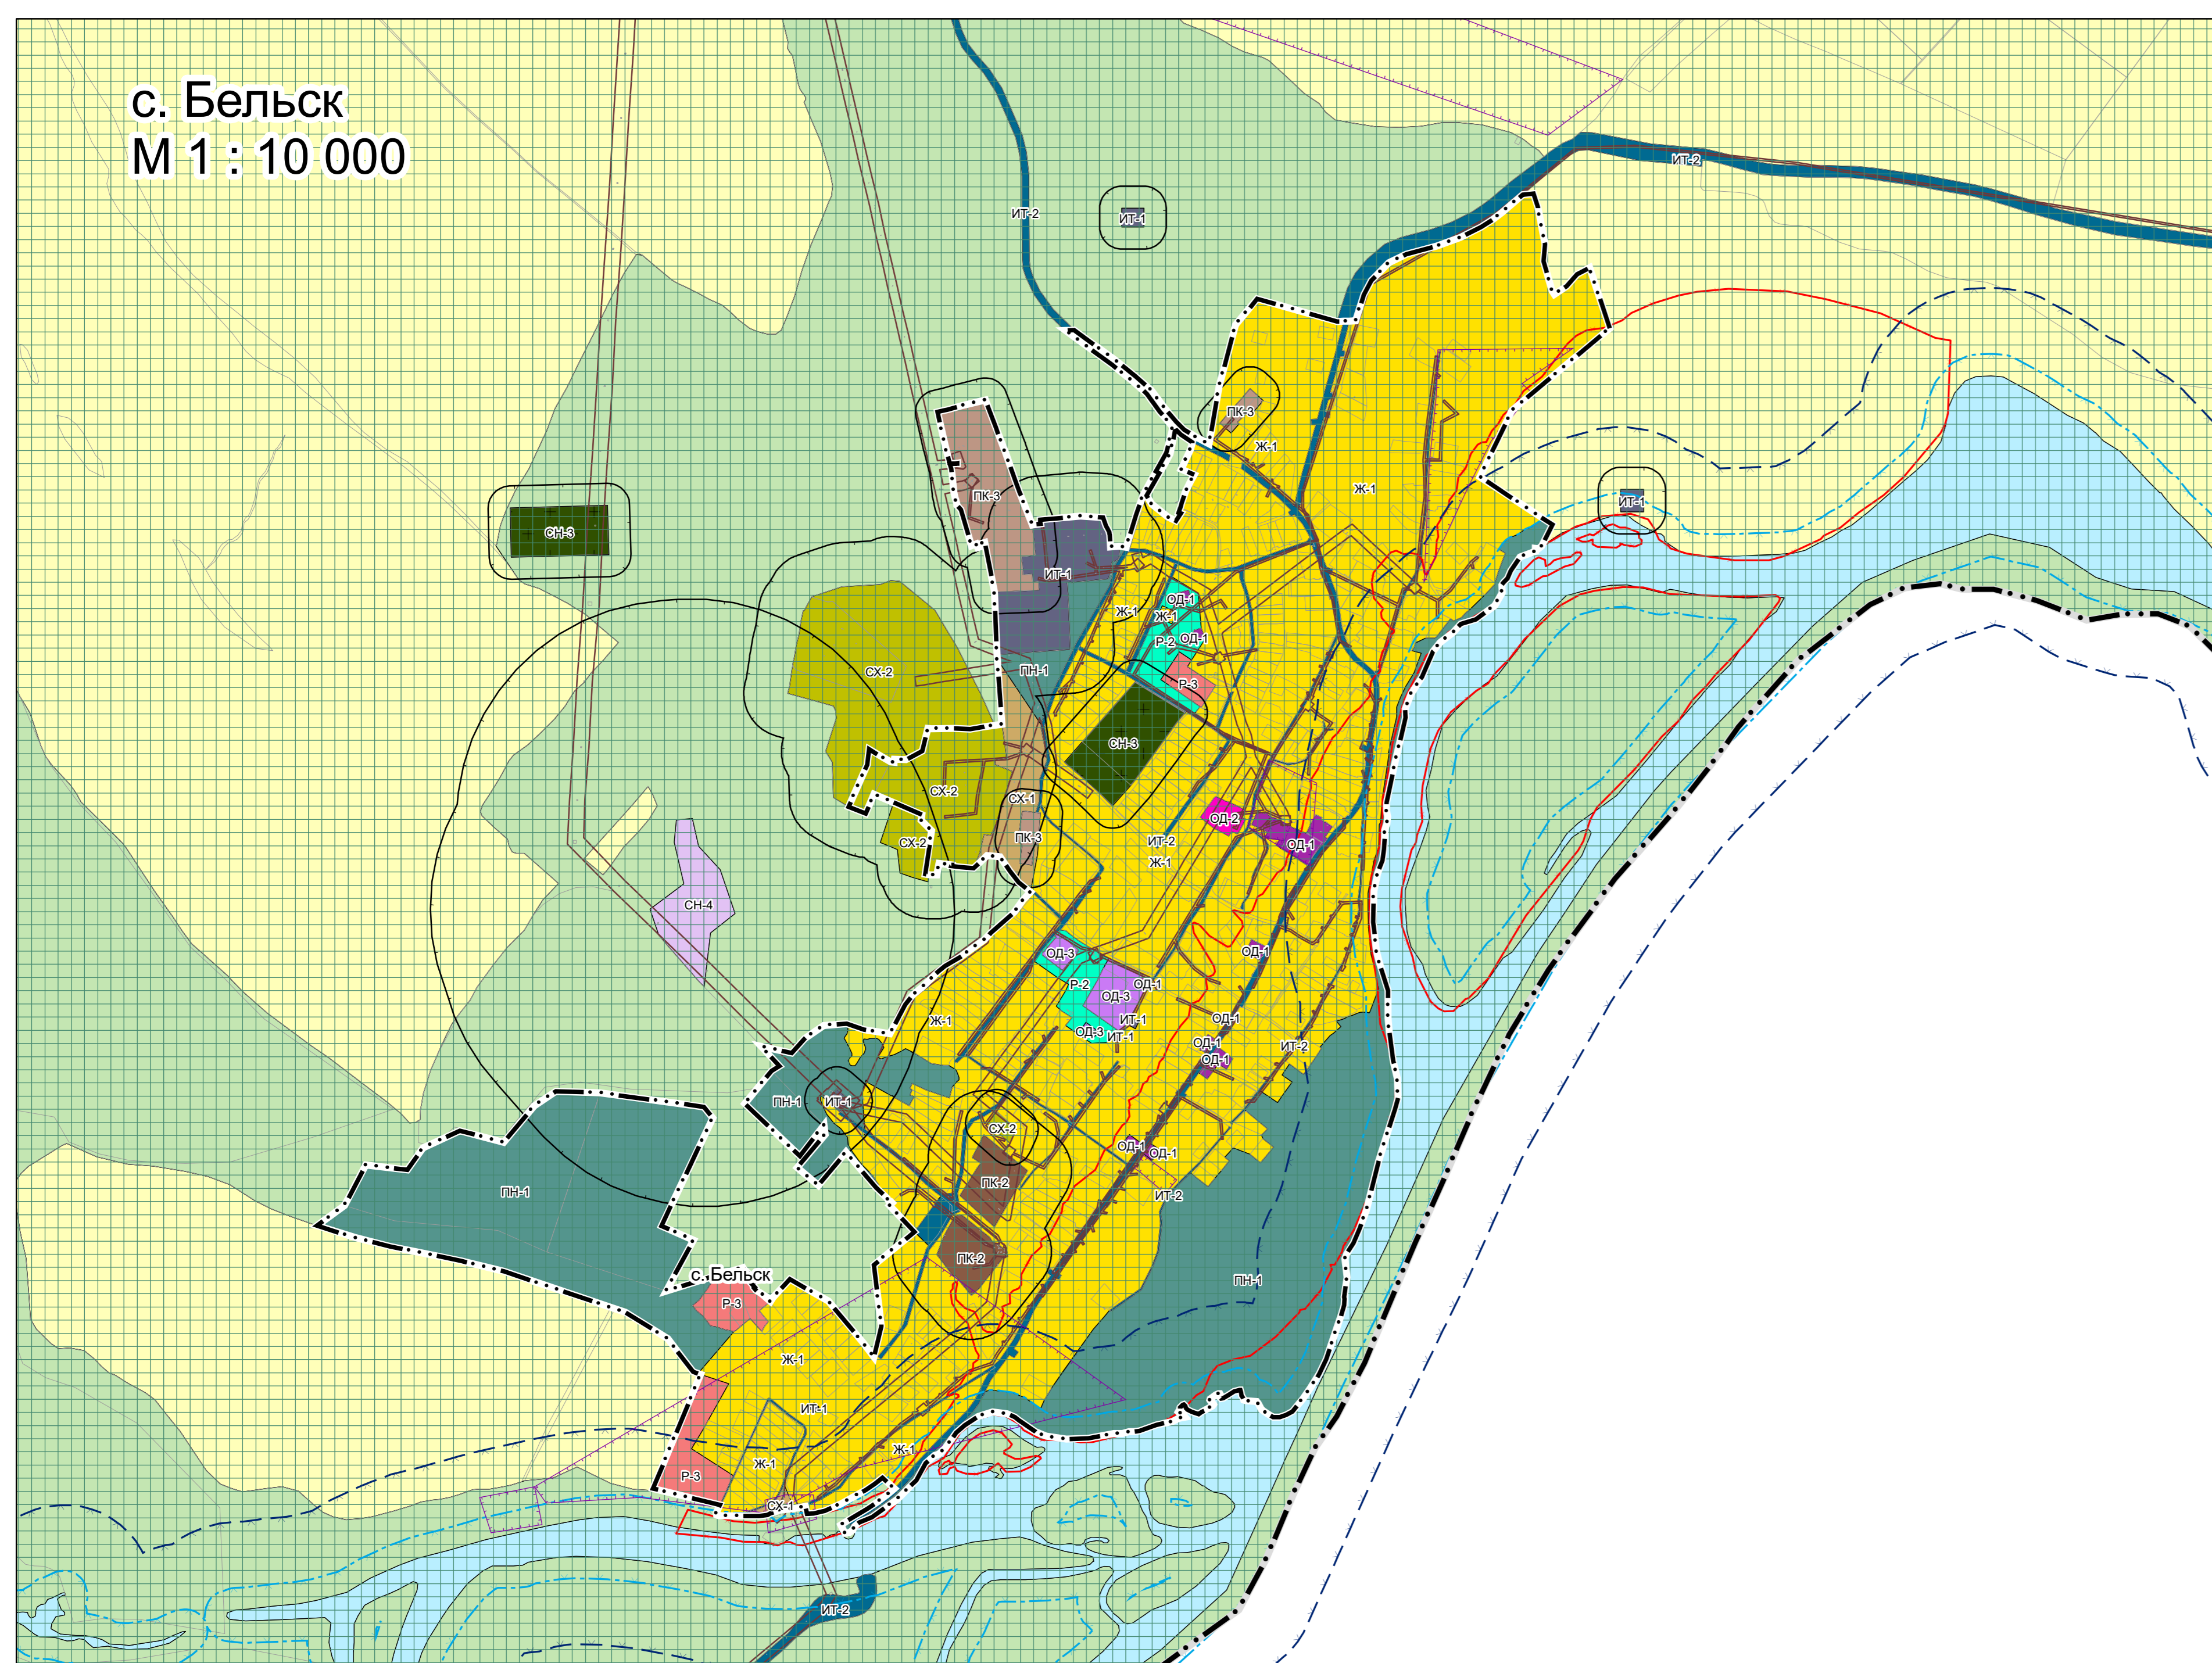 с. Бельск
М 1 : 10 000
ИТ-2
ИТ-2
ИТ-1
ПК-3
Ж-1
Ж-1
ПК-3
ИТ-1
СН-3
ИТ-1
Ж-1
ОД-1
Ж-1
Р-2
ОД-1
СХ-2
ПН-1
Р-3
СН-3
СХ-2
СХ-1
ОД-2
СХ-2
ПК-3
ИТ-2
ОД-1
Ж-1
СН-4
ОД-3
ОД-1
Р-2
ОД-3
ОД-1
Ж-1
ИТ-1
ОД-1
ОД-3
ИТ-1
ОД-1
ИТ-2
ОД-1
ПН-1
ИТ-1
СХ-2
ОД-1
ОД-1
ПН-1
ПК-2
ИТ-2
ПК-2
с. Бельск
ПН-1
Р-3
Ж-1
ИТ-1
Ж-1
Ж-1
Р-3
СХ-1
ИТ-2